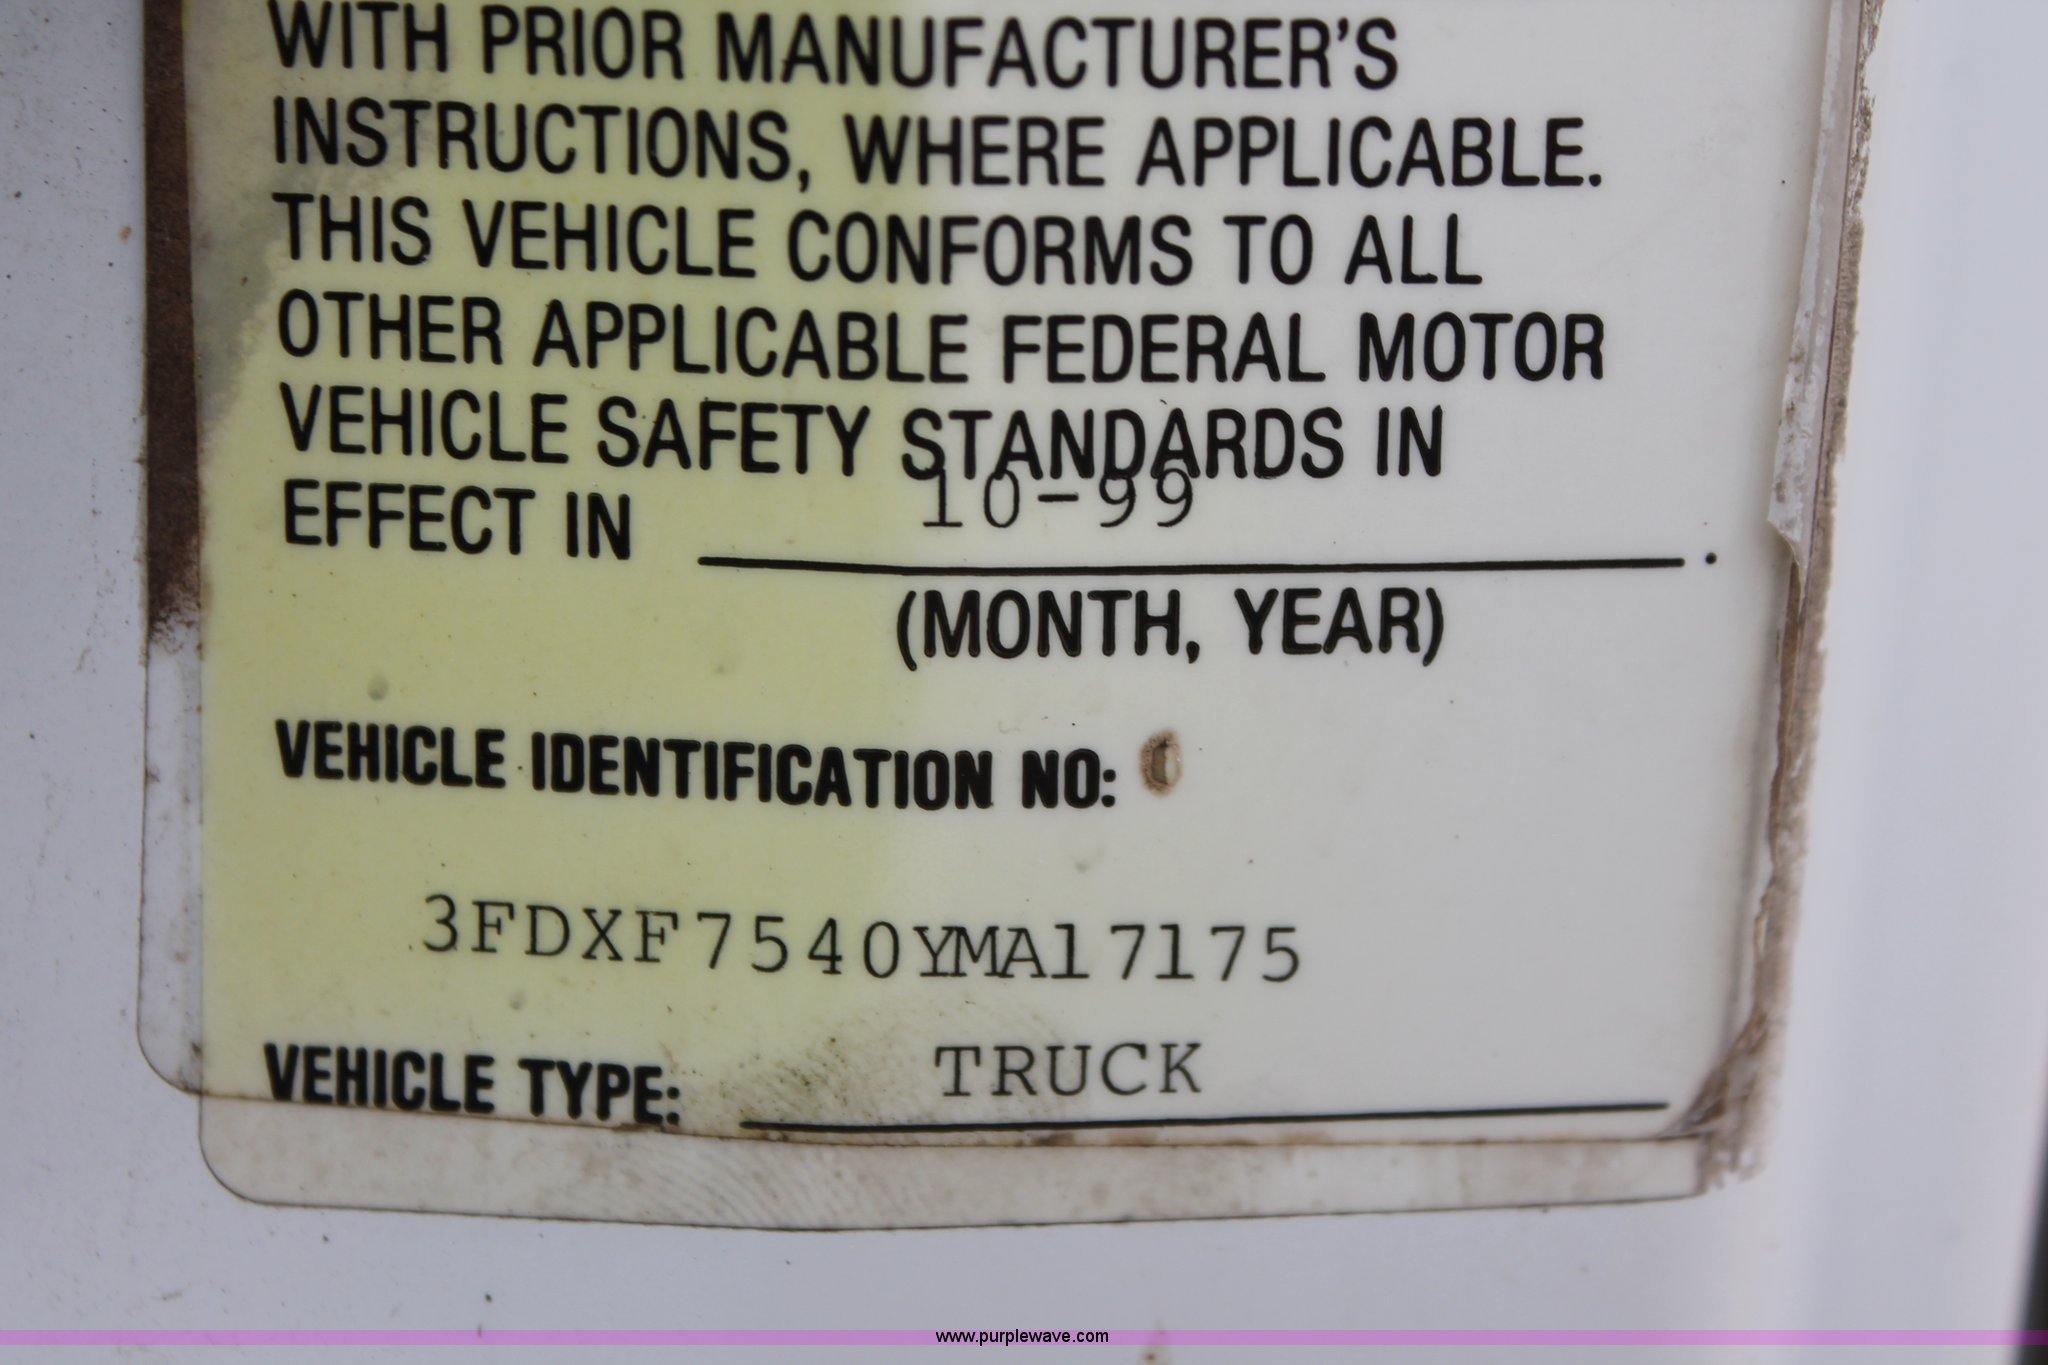 WITH PRIOR MANUFACTURER'S
INSTRUCTIONS, WHERE APPLICABLE.
THIS VEHICLE CONFORMS TO ALL
OTHER APPLICABLE FEDERAL MOTOR
VEHICLE SAFETY STANDARDS IN
EFFECT IN 10-99 .
(MONTH, YEAR)
VEHICLE IDENTIFICATION NO:
3FDXF7540YMA17175
VEHICLE TYPE: TRUCK
www.purplewave.com